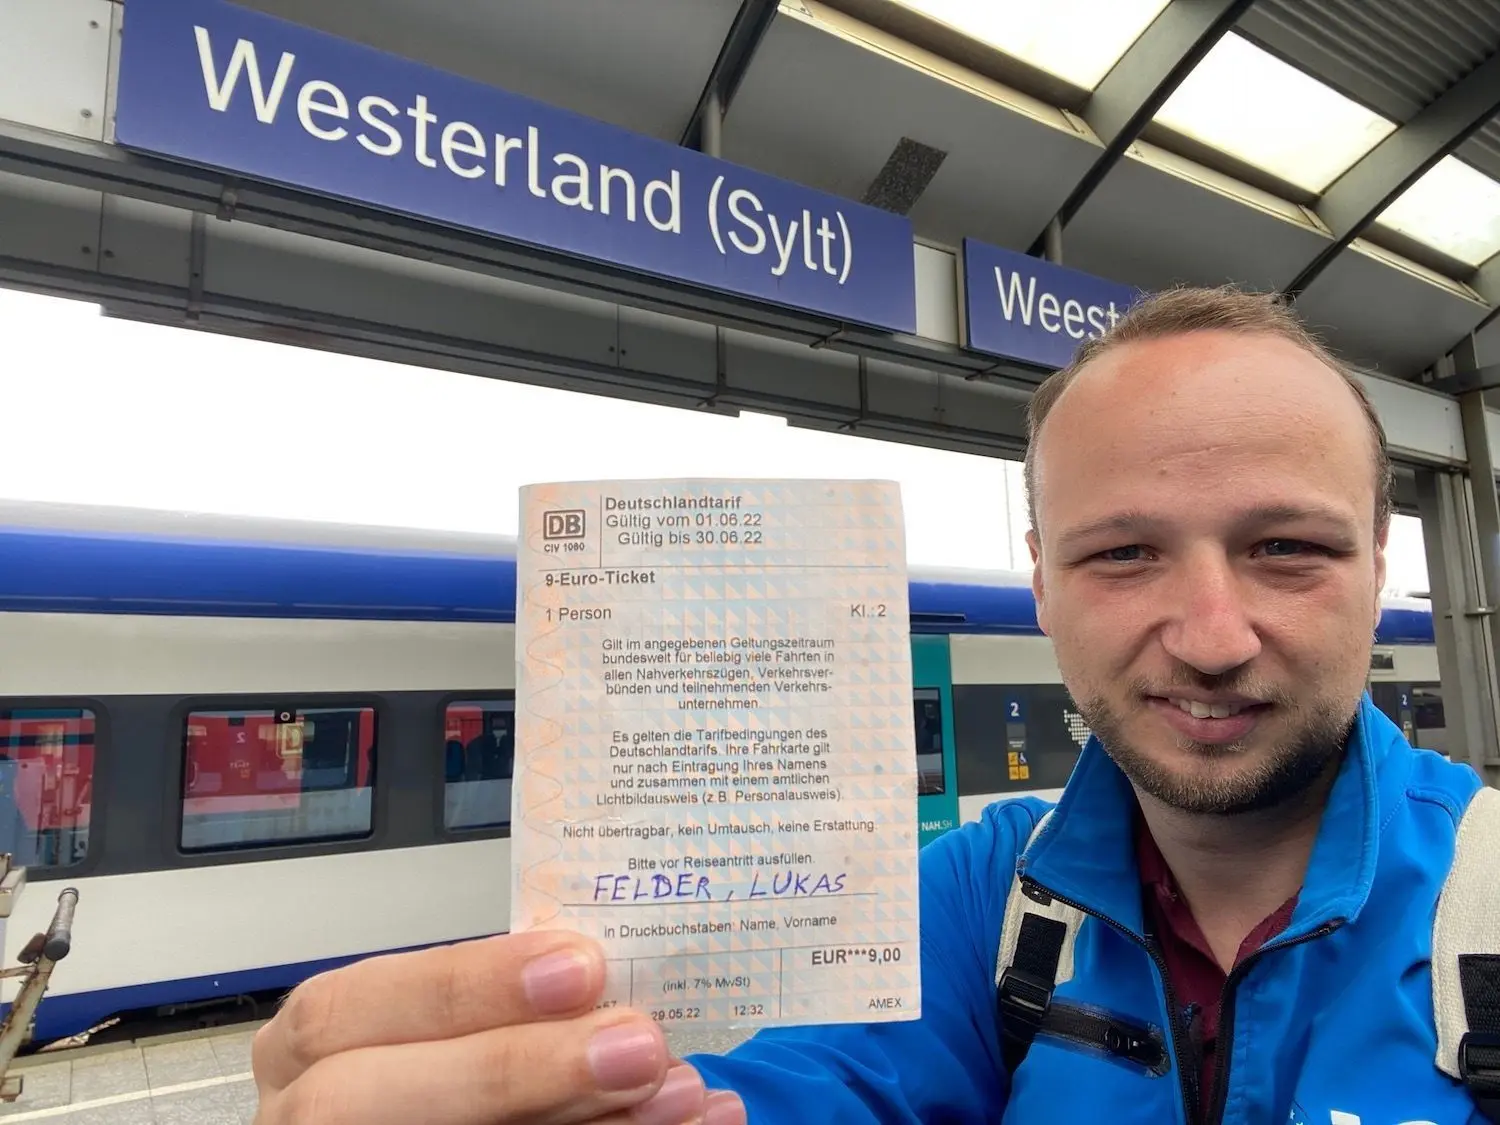 Westerland (Sylt)
Weest
DB
CIV 1080
Deutschlandtarif
Gültig vom 01.06.22
Gültig bis 30.06.22
9-Euro-Ticket
1 Person
Kl.: 2
Gilt im angegebenen Geltungszeitraum
bundesweit für beliebig viele Fahrten in
allen Nahverkehrszügen, Verkehrsver-
bünden und teilnehmenden Verkehrs-
unternehmen.
Es gelten die Tarifbedingungen des
Deutschlandtarifs. Ihre Fahrkarte gilt
nur nach Eintragung Ihres Namens
und zusammen mit einem amtlichen
Lichtbildausweis (z.B. Personalausweis).
Nicht übertragbar, kein Umtausch, keine Erstattung.
Bitte vor Reiseantritt ausfüllen.
FELDER, LUKAS
in Druckbuchstaben: Name, Vorname
EUR***9,00
(inkl. 7% MwSt)
29.05.22 12:32
AMEX
2
2
2
NAH.SH